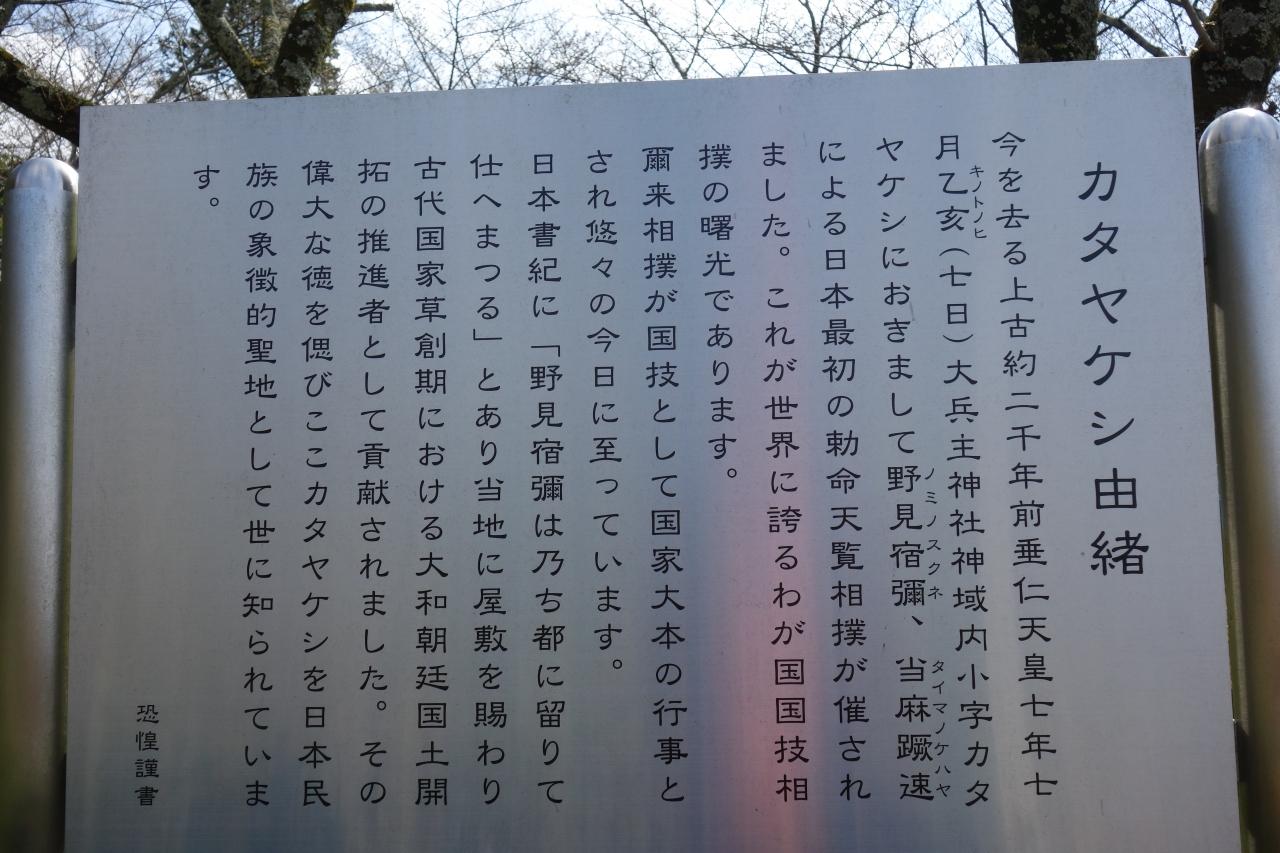 カタヤケシ由緒
今を去る上古約二千年前垂仁天皇七年七
月乙亥(七日)大兵主神社神域内小字カタ
キノトノヒ
ヤケシにおきまして野見宿彌、当麻蹶速
ノミノスクネ
タイマノケハヤ
による日本最初の勅命天覧相撲が催され
ました。これが世界に誇るわが国国技相
撲の曙光であります。
爾来相撲が国技として国家大本の行事と
され悠々の今日に至っています。
日本書紀に「野見宿彌は乃ち都に留りて
仕へまつる」とあり当地に屋敷を賜わり
古代国家草創期における大和朝廷国土開
拓の推進者として貢献されました。その
偉大な徳を偲びここカタヤケシを日本民
族の象徴的聖地として世に知られていま
す。
恐惶謹書